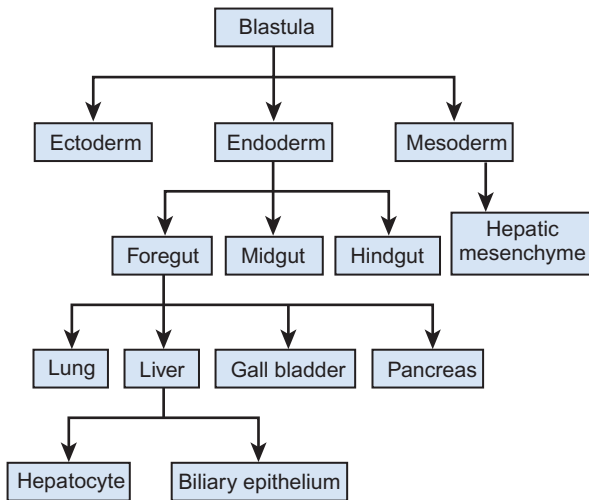 Blastula
Ectoderm
Endoderm
Mesoderm
Foregut
Midgut
Hindgut
Hepatic
mesenchyme
Lung
Liver
Gall bladder
Pancreas
Hepatocyte
Biliary epithelium